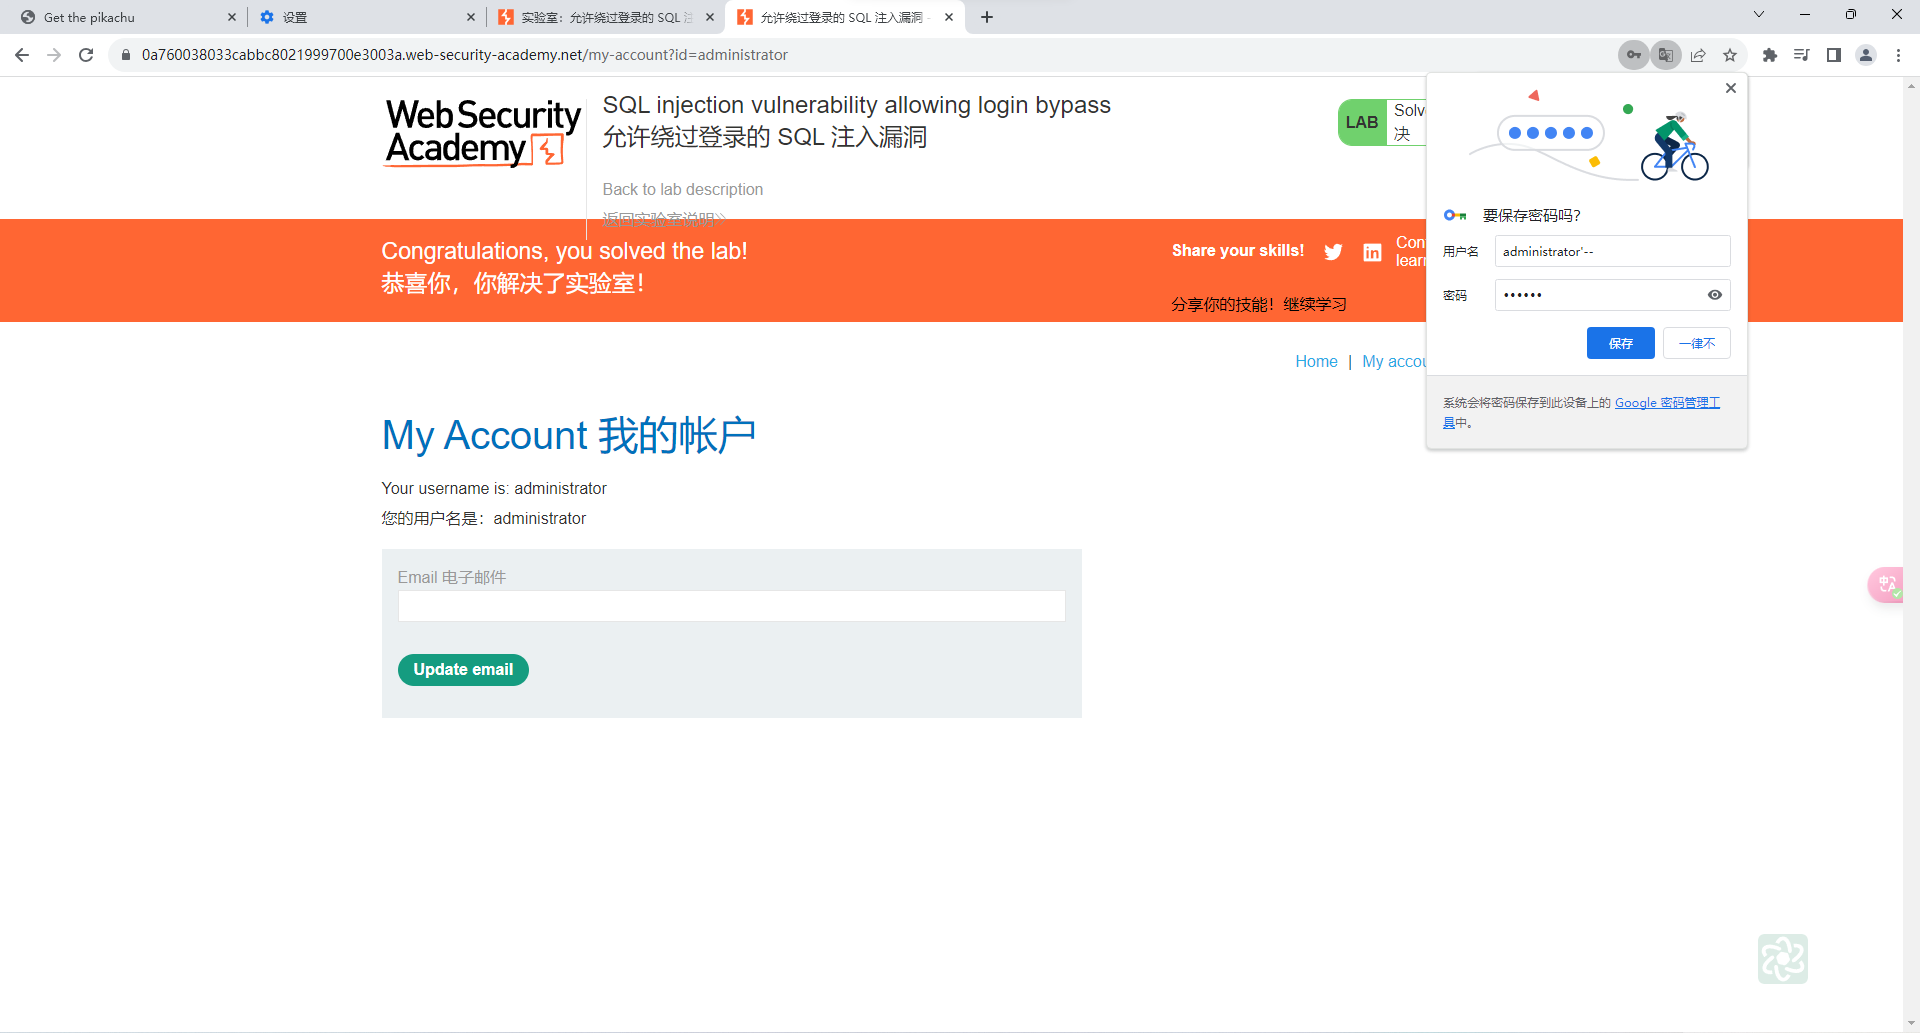 Get the pikachu
设置
实验室：允许绕过登录的 SQL 注
允许绕过登录的 SQL 注入漏洞 -
0a760038033cabbc8021999700e3003a.web-security-academy.net/my-account?id=administrator
WebSecurity
Academy
SQL injection vulnerability allowing login bypass
允许绕过登录的 SQL 注入漏洞
Back to lab description
返回实验室说明
LAB
Solv
决
Congratulations, you solved the lab!
恭喜你，你解决了实验室！
Share your skills!
Con
learn
分享你的技能！继续学习
Home | My accou
My Account 我的帐户
Your username is: administrator
您的用户名是：administrator
Email 电子邮件
Update email
要保存密码吗？
用户名
administrator'--
密码
••••••
保存
一律不
系统会将密码保存到此设备上的 Google 密码管理工
具中。